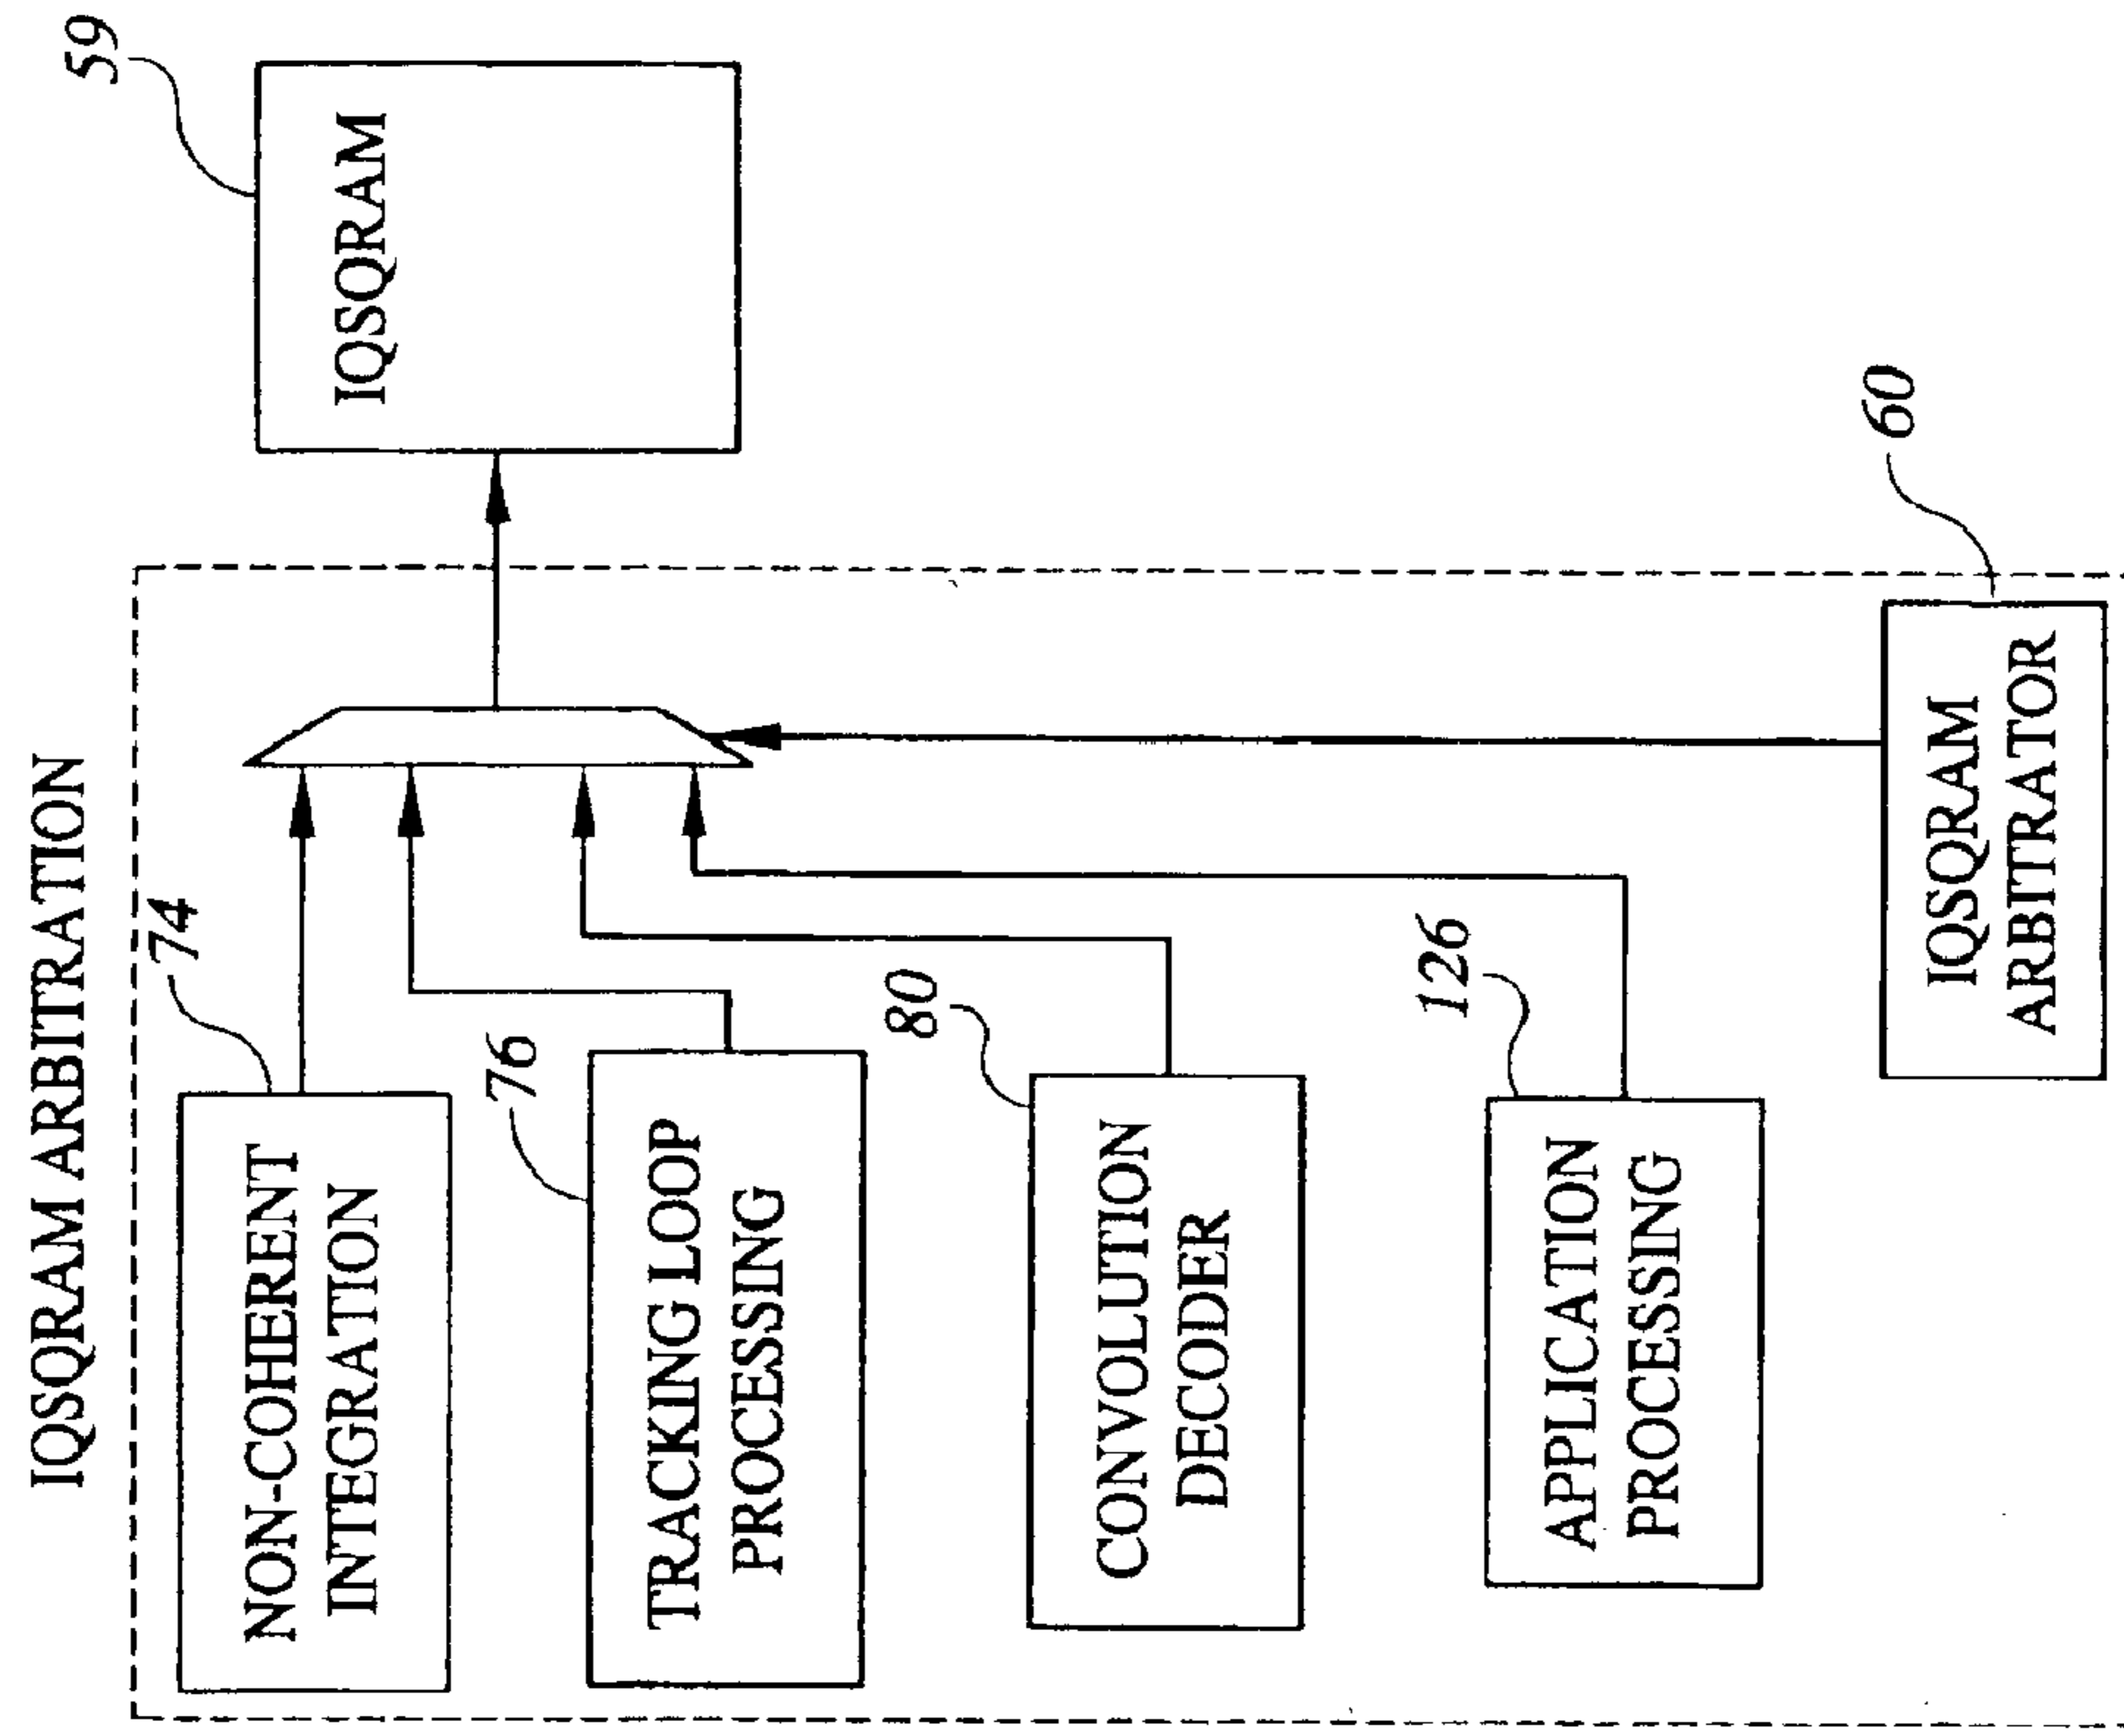 IQSQRAM ARBITRATION
74
NON-COHERENT
INTEGRATION
76
TRACKING LOOP
PROCESSING
80
CONVOLUTION
DECODER
126
APPLICATION
PROCESSING
60
IQSQRAM
ARBITRATOR
59
IQSQRAM